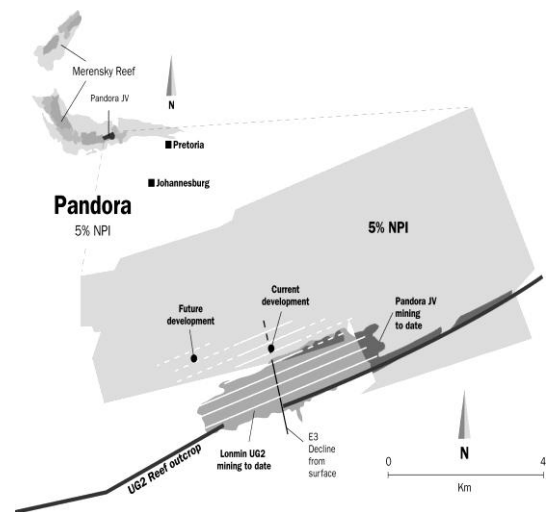 Merensky Reef
Pandora JV
N
Pretoria
Johannesburg
Pandora
5% NPI
5% NPI
Future
development
Current
development
Pandora JV
mining
to date
E3
Decline
from
surface
Lonmin UG2
mining to date
UG2 Reef outcrop
N
0
4
Km